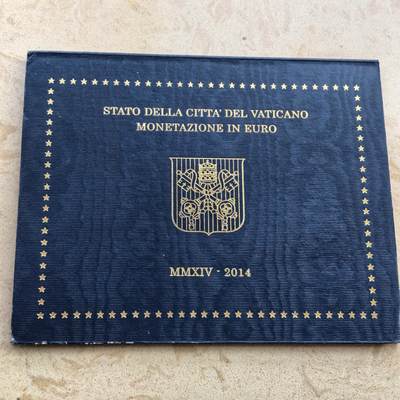 STATO DELLA CITTA' DEL VATICANO
MONETAZIONE IN EURO
MMXIV - 2014